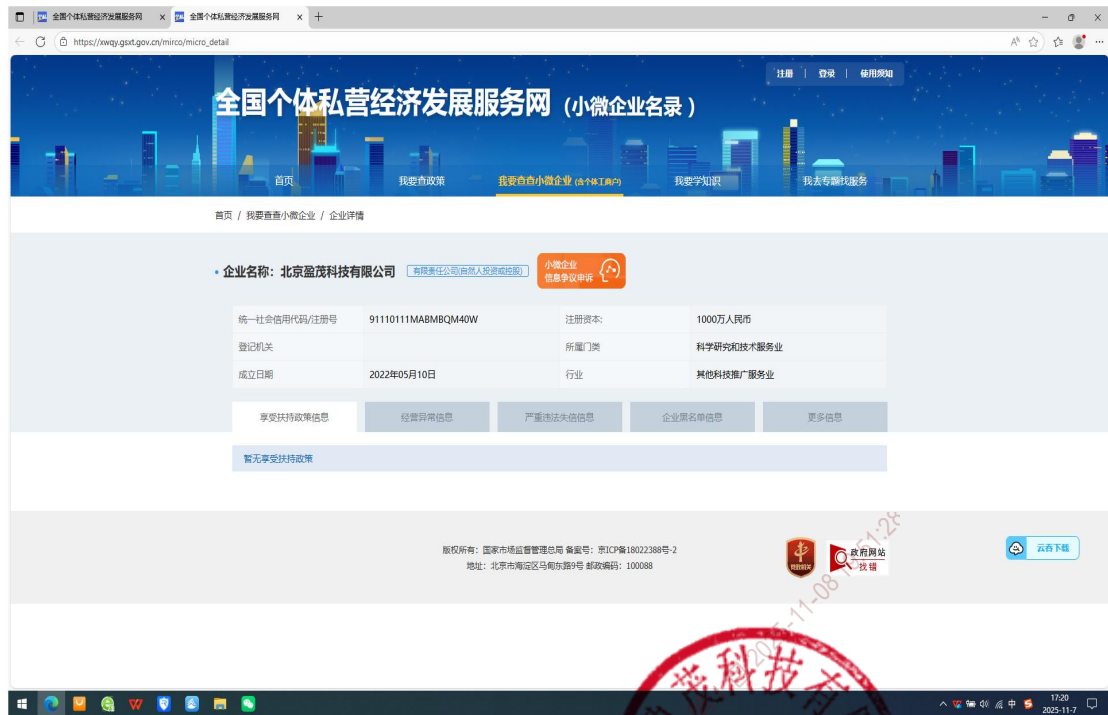 全国个体私营经济发展服务网
全国个体私营经济发展服务网
https://xwqy.gsxt.gov.cn/mirco/micro_detail
注册 | 登录 | 使用须知
全国个体私营经济发展服务网（小微企业名录）
首页 我要查政策 我要查查小微企业 (含个体工商户) 我要学知识 我去专题找服务
首页 / 我要查查小微企业 / 企业详情
企业名称：北京盈茂科技有限公司 有限责任公司(自然人投资或控股)
小微企业
信息争议申诉
统一社会信用代码/注册号 91110111MABMBQM40W 注册资本: 1000万人民币
登记机关 所属门类 科学研究和技术服务业
成立日期 2022年05月10日 行业 其他科技推广服务业
享受扶持政策信息 经营异常信息 严重违法失信信息 企业黑名单信息 更多信息
暂无享受扶持政策
版权所有：国家市场监督管理总局 备案号：京ICP备18022388号-2
地址：北京市海淀区马甸东路9号 邮政编码：100088
党政机关
政府网站
找错
云吞下载
2025-11-08 1 51:28
茂科技有
中
17:20
2025-11-7